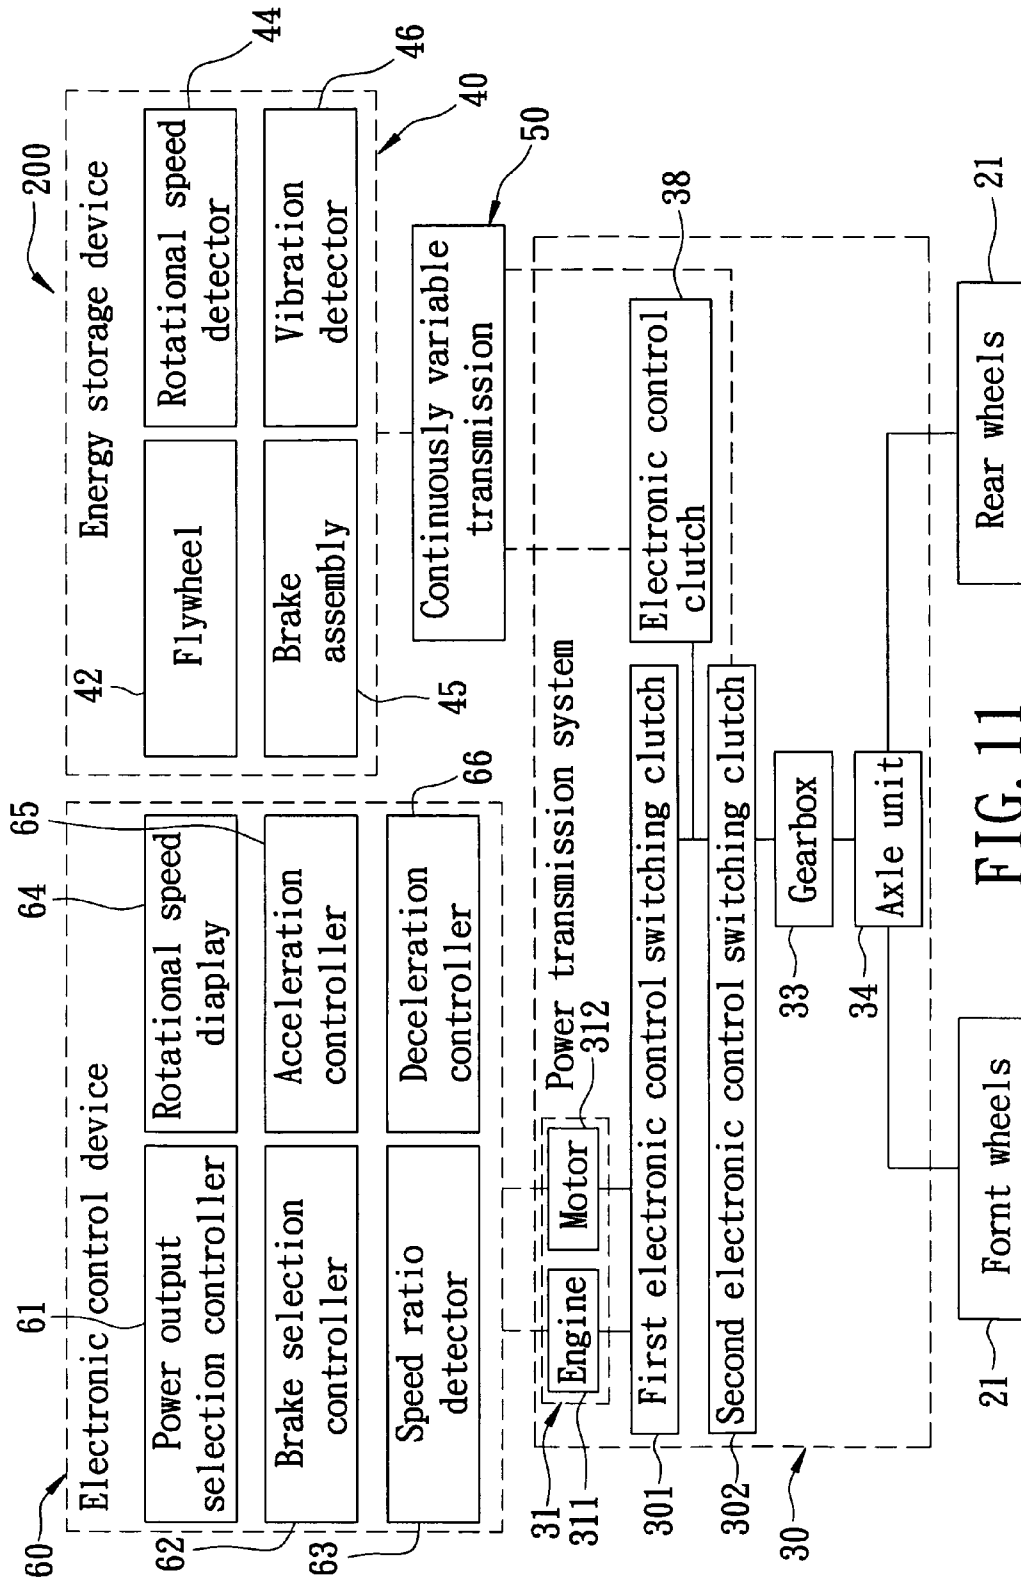 200
60
Electronic control device
61
Power output
selection controller
64
Rotational speed
diaplay
62
Brake selection
controller
65
Acceleration
controller
63
Speed ratio
detector
66
Deceleration
controller
Energy storage device
42
Flywheel
44
Rotational speed
detector
45
Brake
assembly
46
Vibration
detector
40
Continuously variable
transmission
50
Power transmission system
31
Engine
311
Motor
312
301
First electronic control switching clutch
Electronic control
clutch
38
302
Second electronic control switching clutch
33
Gearbox
34
Axle unit
30
21
Fornt wheels
Rear wheels
21
FIG. 11